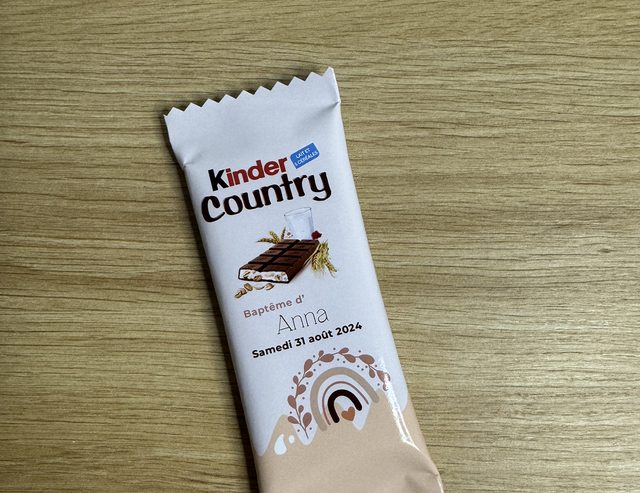 Kinder
LAIT ET
5 CÉRÉALES
Country
Baptême d'
Anna
Samedi 31 août 2024